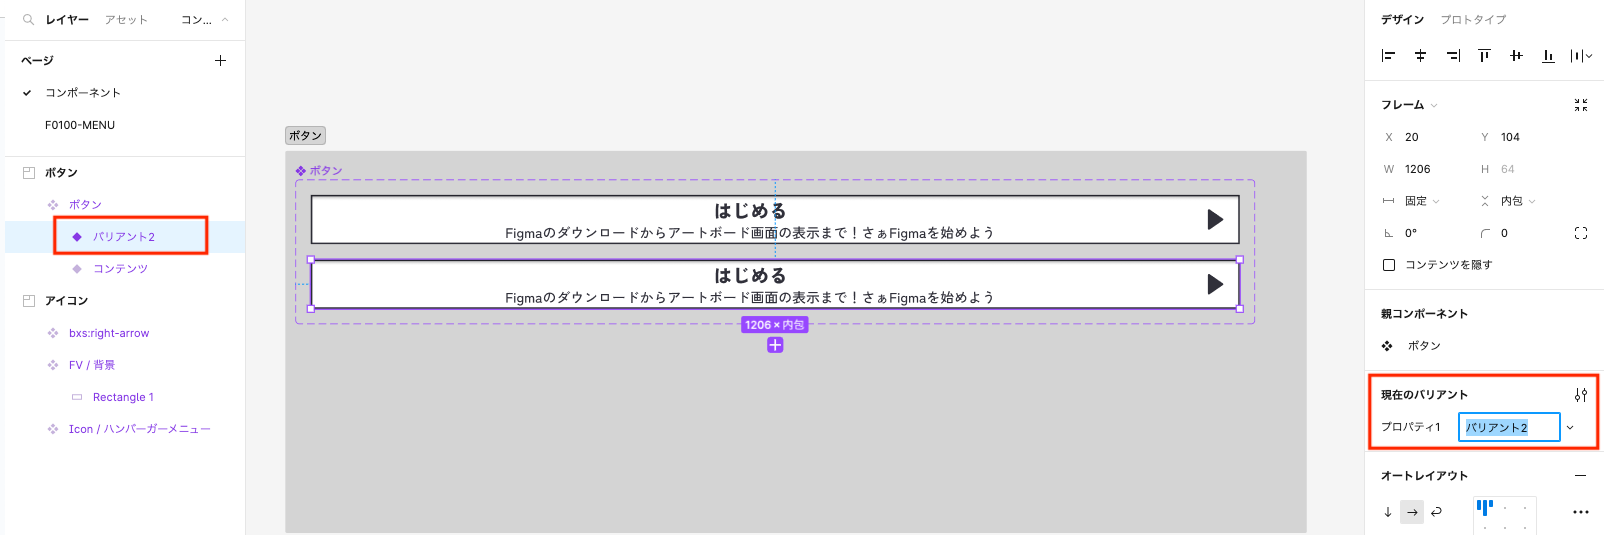 レイヤー アセット コン...
ページ
コンポーネント
F0100-MENU
ボタン
ボタン
バリアント2
コンテンツ
アイコン
bxs:right-arrow
FV / 背景
Rectangle 1
Icon / ハンバーガーメニュー
ボタン
ボタン
はじめる
Figmaのダウンロードからアートボード画面の表示まで！さぁFigmaを始めよう
はじめる
Figmaのダウンロードからアートボード画面の表示まで！さぁFigmaを始めよう
1206 × 内包
デザイン プロトタイプ
フレーム
X 20 Y 104
W 1206 H 64
固定 内包
0° 0
コンテンツを隠す
親コンポーネント
ボタン
現在のバリアント
プロパティ1 バリアント2
オートレイアウト